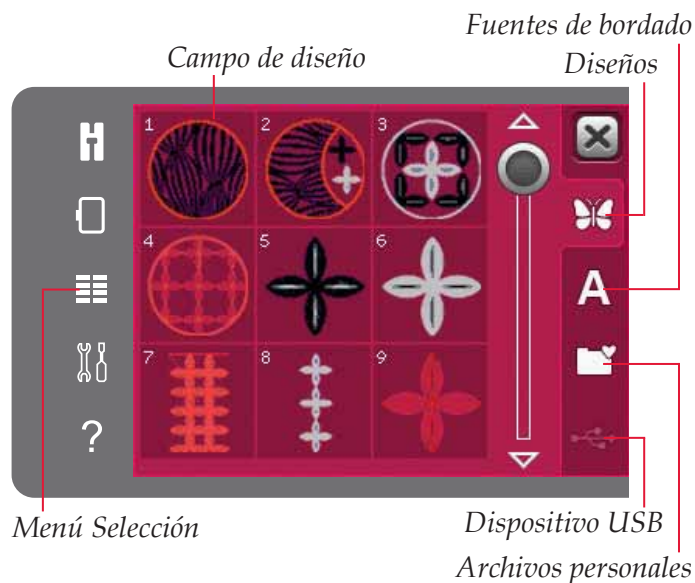 Fuentes de bordado
Campo de diseño
Diseños
1
2
3
4
5
6
A
7
8
9
?
Menú Selección
Dispositivo USB
Archivos personales